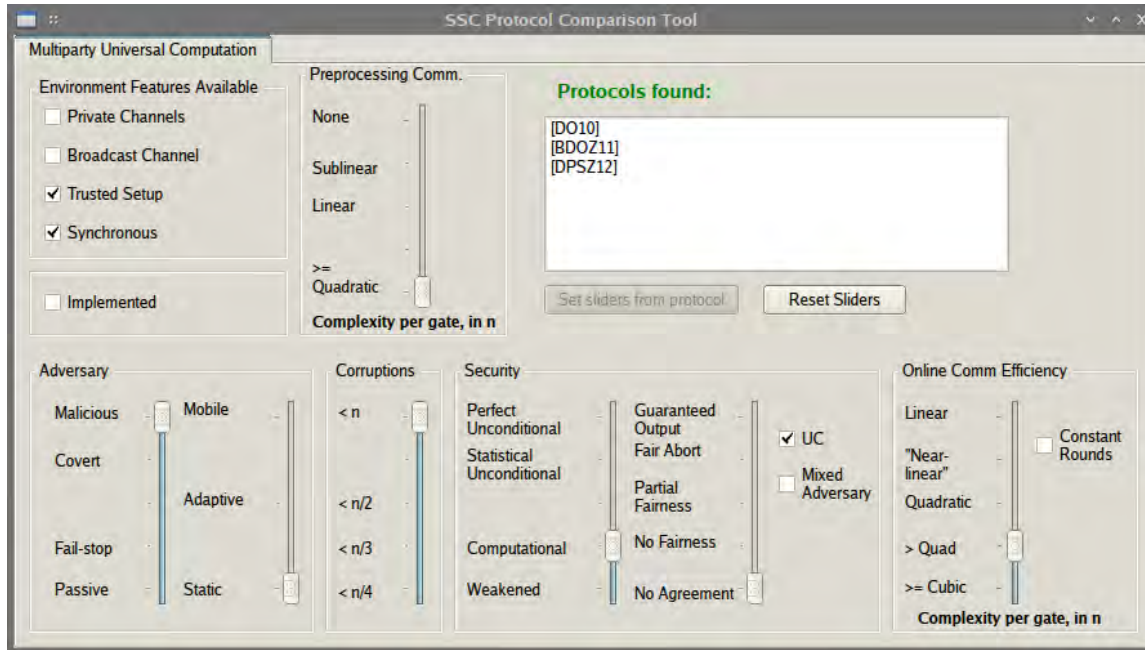 SSC Protocol Comparison Tool
Multiparty Universal Computation
Environment Features Available
Private Channels
Broadcast Channel
Trusted Setup
Synchronous
Implemented
Preprocessing Comm.
None
Sublinear
Linear
>=
Quadratic
Complexity per gate, in n
Protocols found:
[DO10]
[BDOZ11]
[DPSZ12]
Set sliders from protocol
Reset Sliders
Adversary
Malicious
Covert
Fail-stop
Passive
Mobile
Adaptive
Static
Corruptions
< n
< n/2
< n/3
< n/4
Security
Perfect
Unconditional
Statistical
Unconditional
Computational
Weakened
Guaranteed
Output
Fair Abort
Partial
Fairness
No Fairness
No Agreement
UC
Mixed
Adversary
Online Comm Efficiency
Linear
"Near-
linear"
Quadratic
> Quad
>= Cubic
Constant
Rounds
Complexity per gate, in n